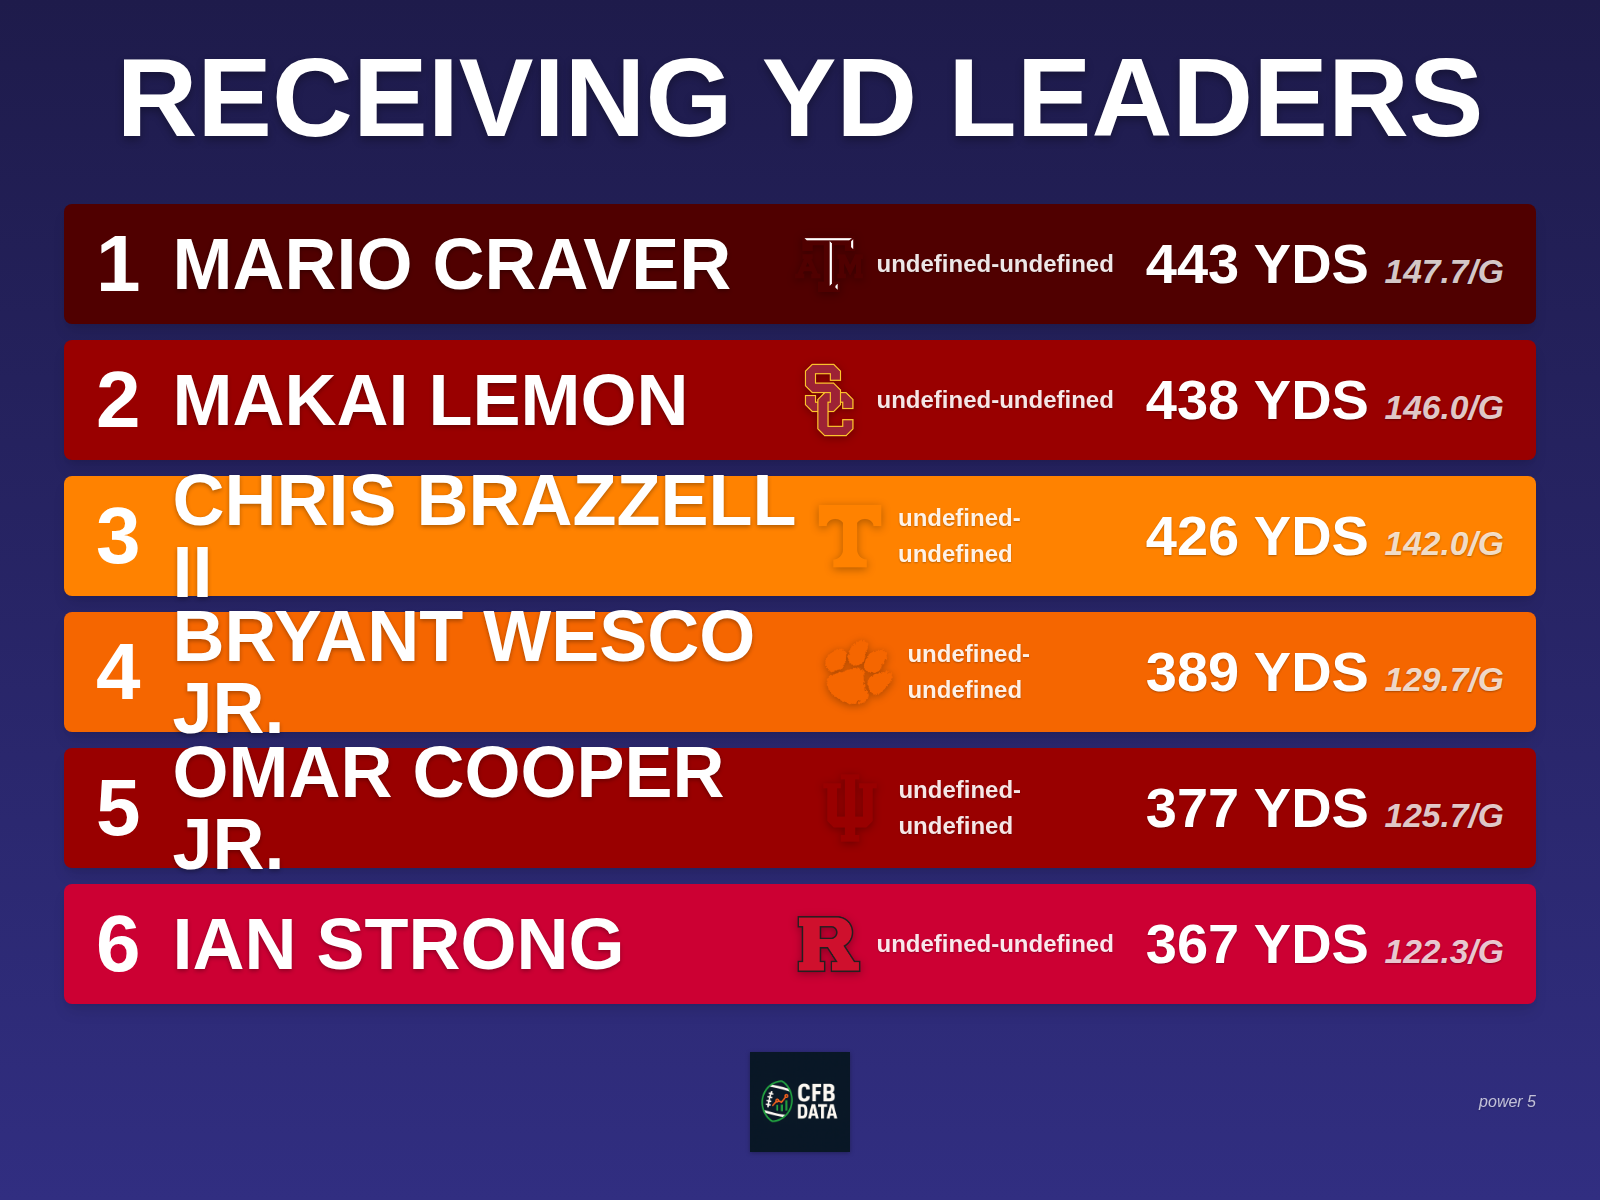 RECEIVING YD LEADERS
1 MARIO CRAVER undefined-undefined 443 YDS 147.7/G
2 MAKAI LEMON SC undefined-undefined 438 YDS 146.0/G
3 CHRIS BRAZZELL II T undefined-undefined 426 YDS 142.0/G
4 BRYANT WESCO JR. undefined-undefined 389 YDS 129.7/G
5 OMAR COOPER JR. undefined-undefined 377 YDS 125.7/G
6 IAN STRONG R undefined-undefined 367 YDS 122.3/G
CFB
DATA
power 5